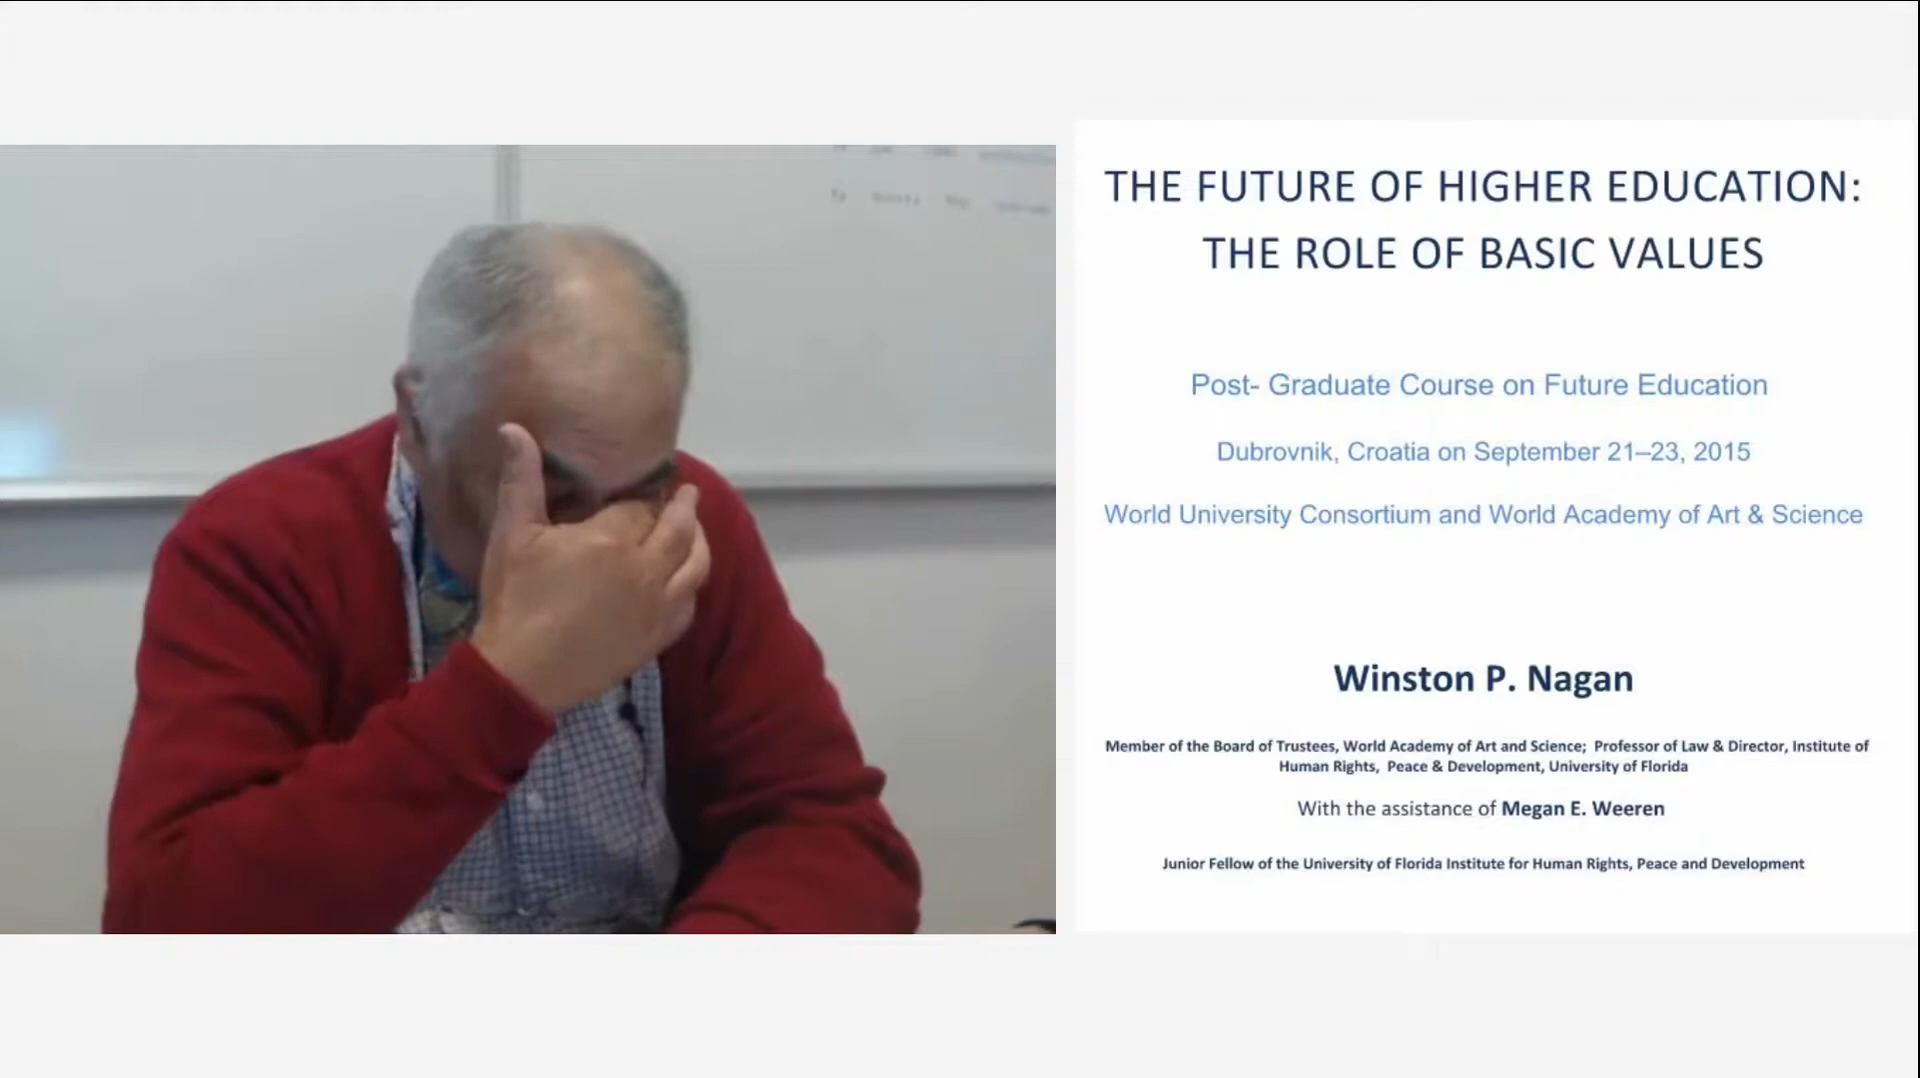 THE FUTURE OF HIGHER EDUCATION:
THE ROLE OF BASIC VALUES
Post- Graduate Course on Future Education
Dubrovnik, Croatia on September 21–23, 2015
World University Consortium and World Academy of Art & Science
Winston P. Nagan
Member of the Board of Trustees, World Academy of Art and Science; Professor of Law & Director, Institute of
Human Rights, Peace & Development, University of Florida
With the assistance of Megan E. Weeren
Junior Fellow of the University of Florida Institute for Human Rights, Peace and Development